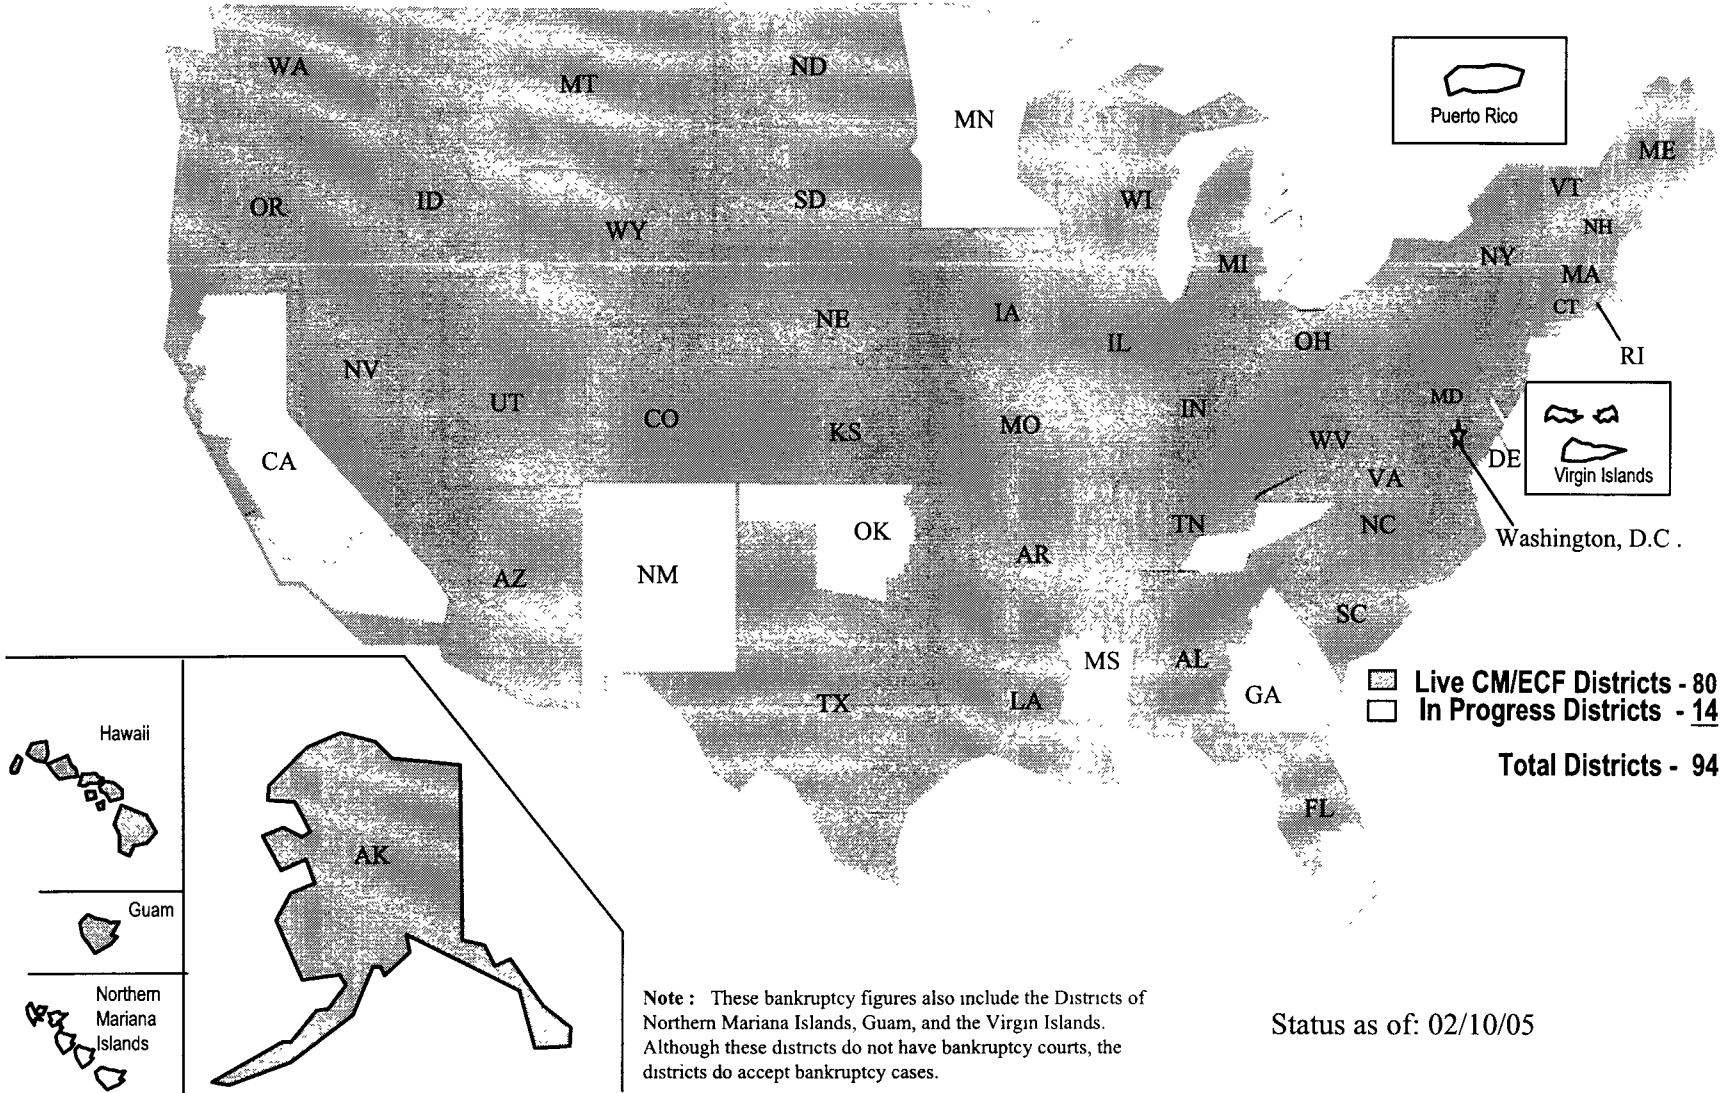 WA
MT
ND
MN
Puerto Rico
ME
OR
ID
WY
SD
WI
MI
VT
NH
NY
MA
CT
RI
NV
UT
CO
NE
KS
IA
IL
MO
IN
OH
MD
WV
VA
DE
Virgin Islands
CA
AZ
NM
OK
AR
TN
NC
Washington, D.C .
SC
TX
LA
MS
AL
GA
FL
Live CM/ECF Districts - 80
In Progress Districts - 14
Total Districts - 94
Hawaii
AK
Guam
Northern
Mariana
Islands
Note : These bankruptcy figures also include the Districts of
Northern Mariana Islands, Guam, and the Virgin Islands.
Although these districts do not have bankruptcy courts, the
districts do accept bankruptcy cases.
Status as of: 02/10/05